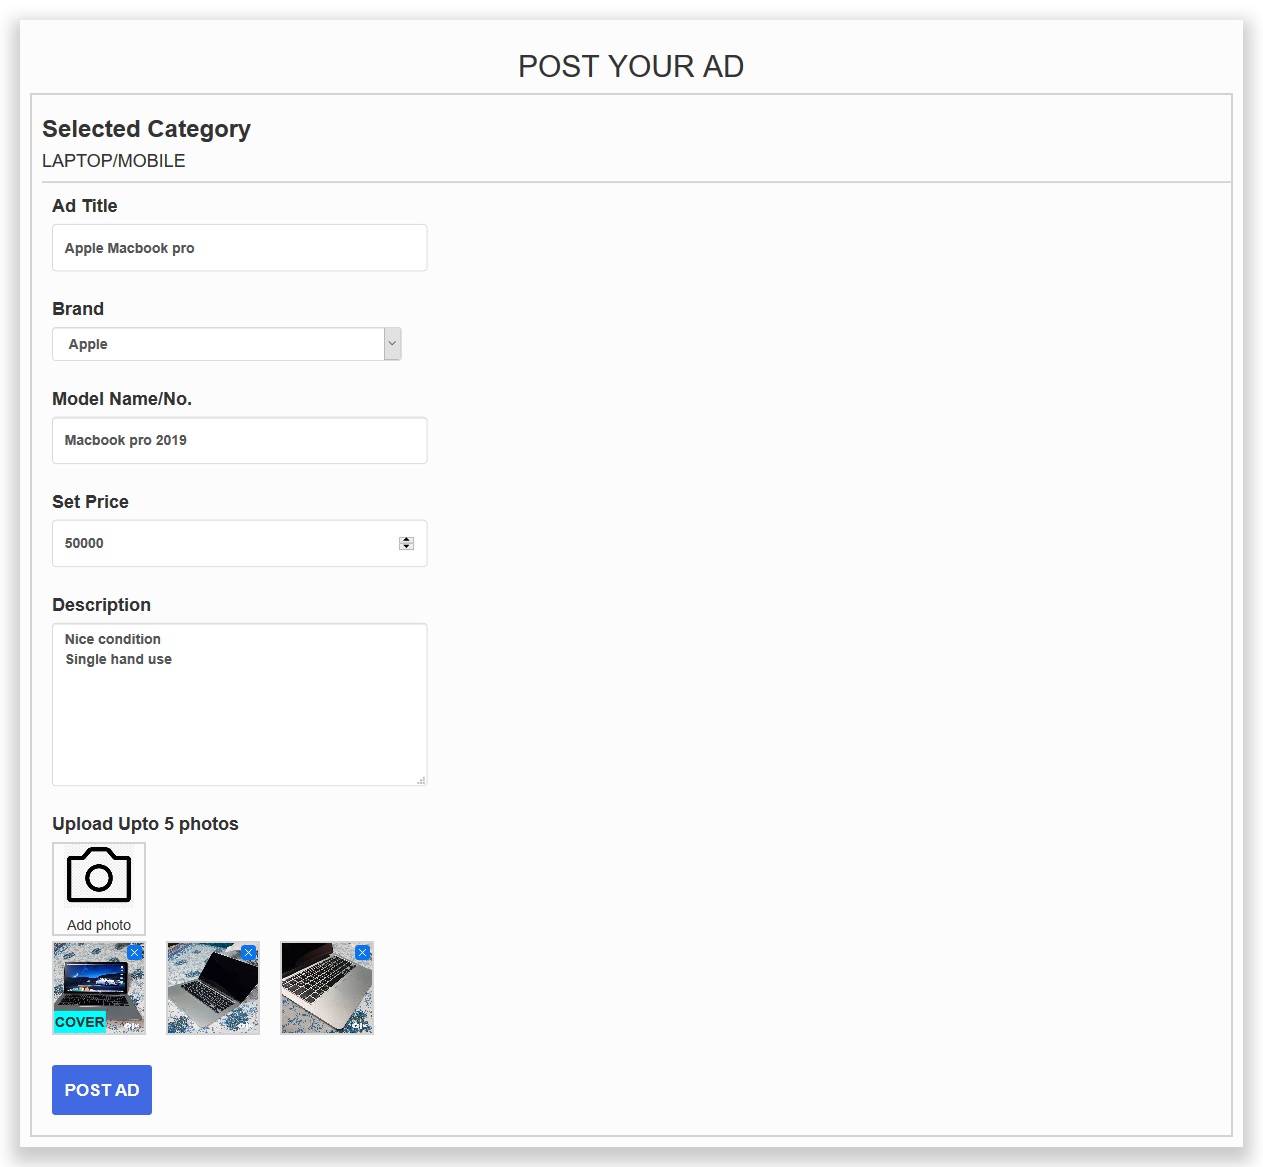 POST YOUR AD
Selected Category
LAPTOP/MOBILE
Ad Title
Apple Macbook pro
Brand
Apple
Model Name/No.
Macbook pro 2019
Set Price
50000
Description
Nice condition
Single hand use
Upload Upto 5 photos
Add photo
COVER
POST AD